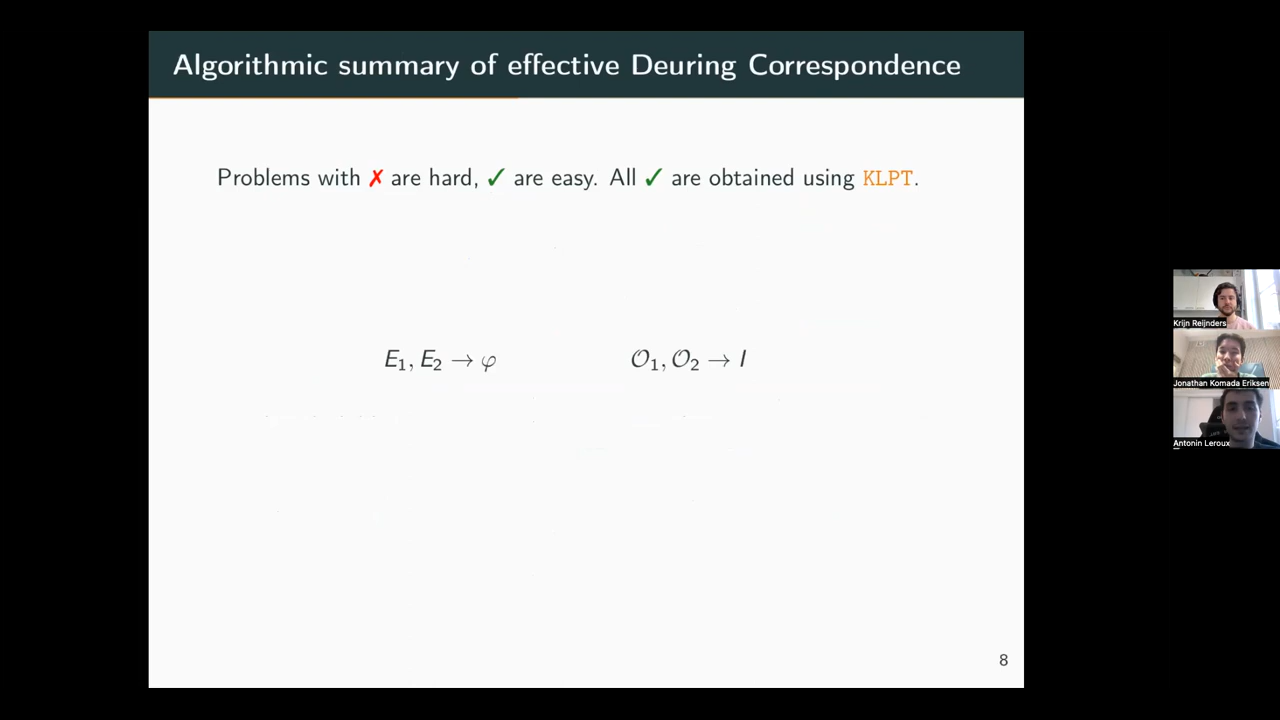 Algorithmic summary of effective Deuring Correspondence
Problems with ✗ are hard, ✓ are easy. All ✓ are obtained using KLPT.
E₁, E₂ → φ
𝒪₁, 𝒪₂ → I
8
Krijn Reijnders
Jonathan Komada Eriksen
Antonin Leroux